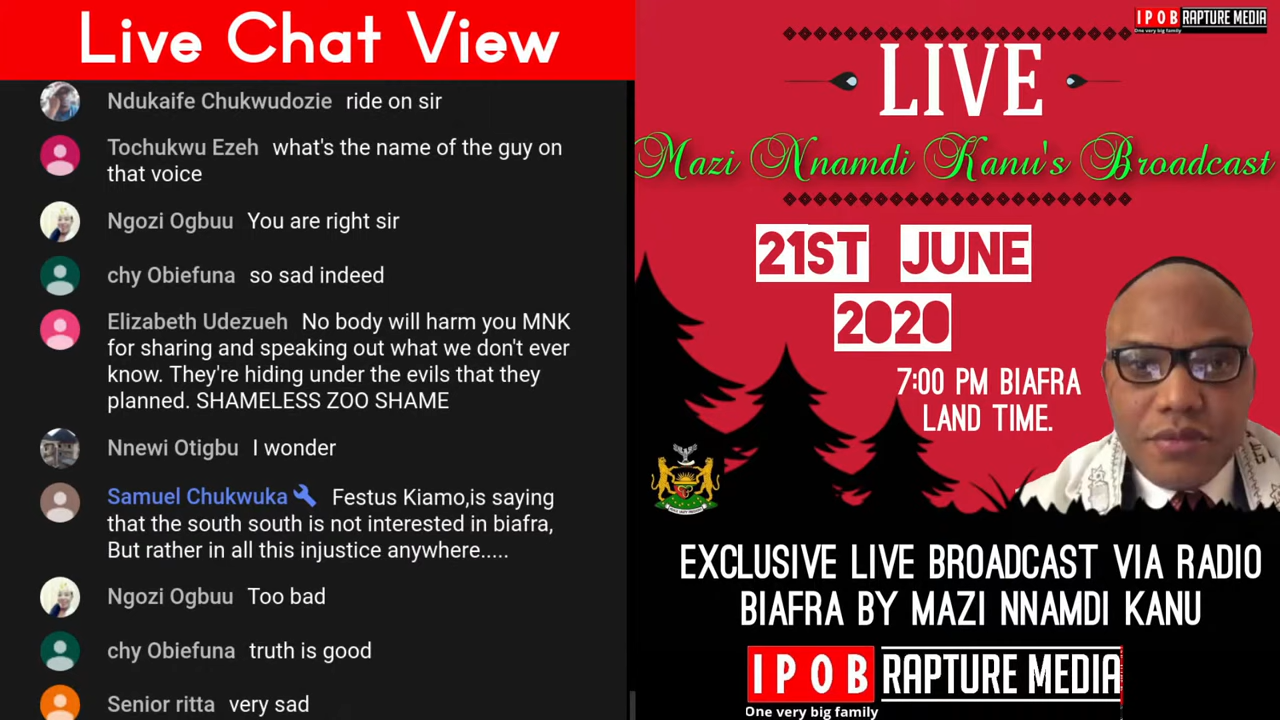 Live Chat View
Ndukaife Chukwudozie ride on sir
Tochukwu Ezeh what's the name of the guy on
that voice
Ngozi Ogbuu You are right sir
chy Obiefuna so sad indeed
Elizabeth Udezueh No body will harm you MNK
for sharing and speaking out what we don't ever
know. They're hiding under the evils that they
planned. SHAMELESS ZOO SHAME
Nnewi Otigbu I wonder
Samuel Chukwuka Festus Kiamo,is saying
that the south south is not interested in biafra,
But rather in all this injustice anywhere.....
Ngozi Ogbuu Too bad
chy Obiefuna truth is good
Senior ritta very sad
IPOB RAPTURE MEDIA
One very big family
LIVE
Mazi Nnamdi Kanu's Broadcast
21ST JUNE
2020
7:00 PM BIAFRA
LAND TIME.
EXCLUSIVE LIVE BROADCAST VIA RADIO
BIAFRA BY MAZI NNAMDI KANU
IPOB RAPTURE MEDIA
One very big family